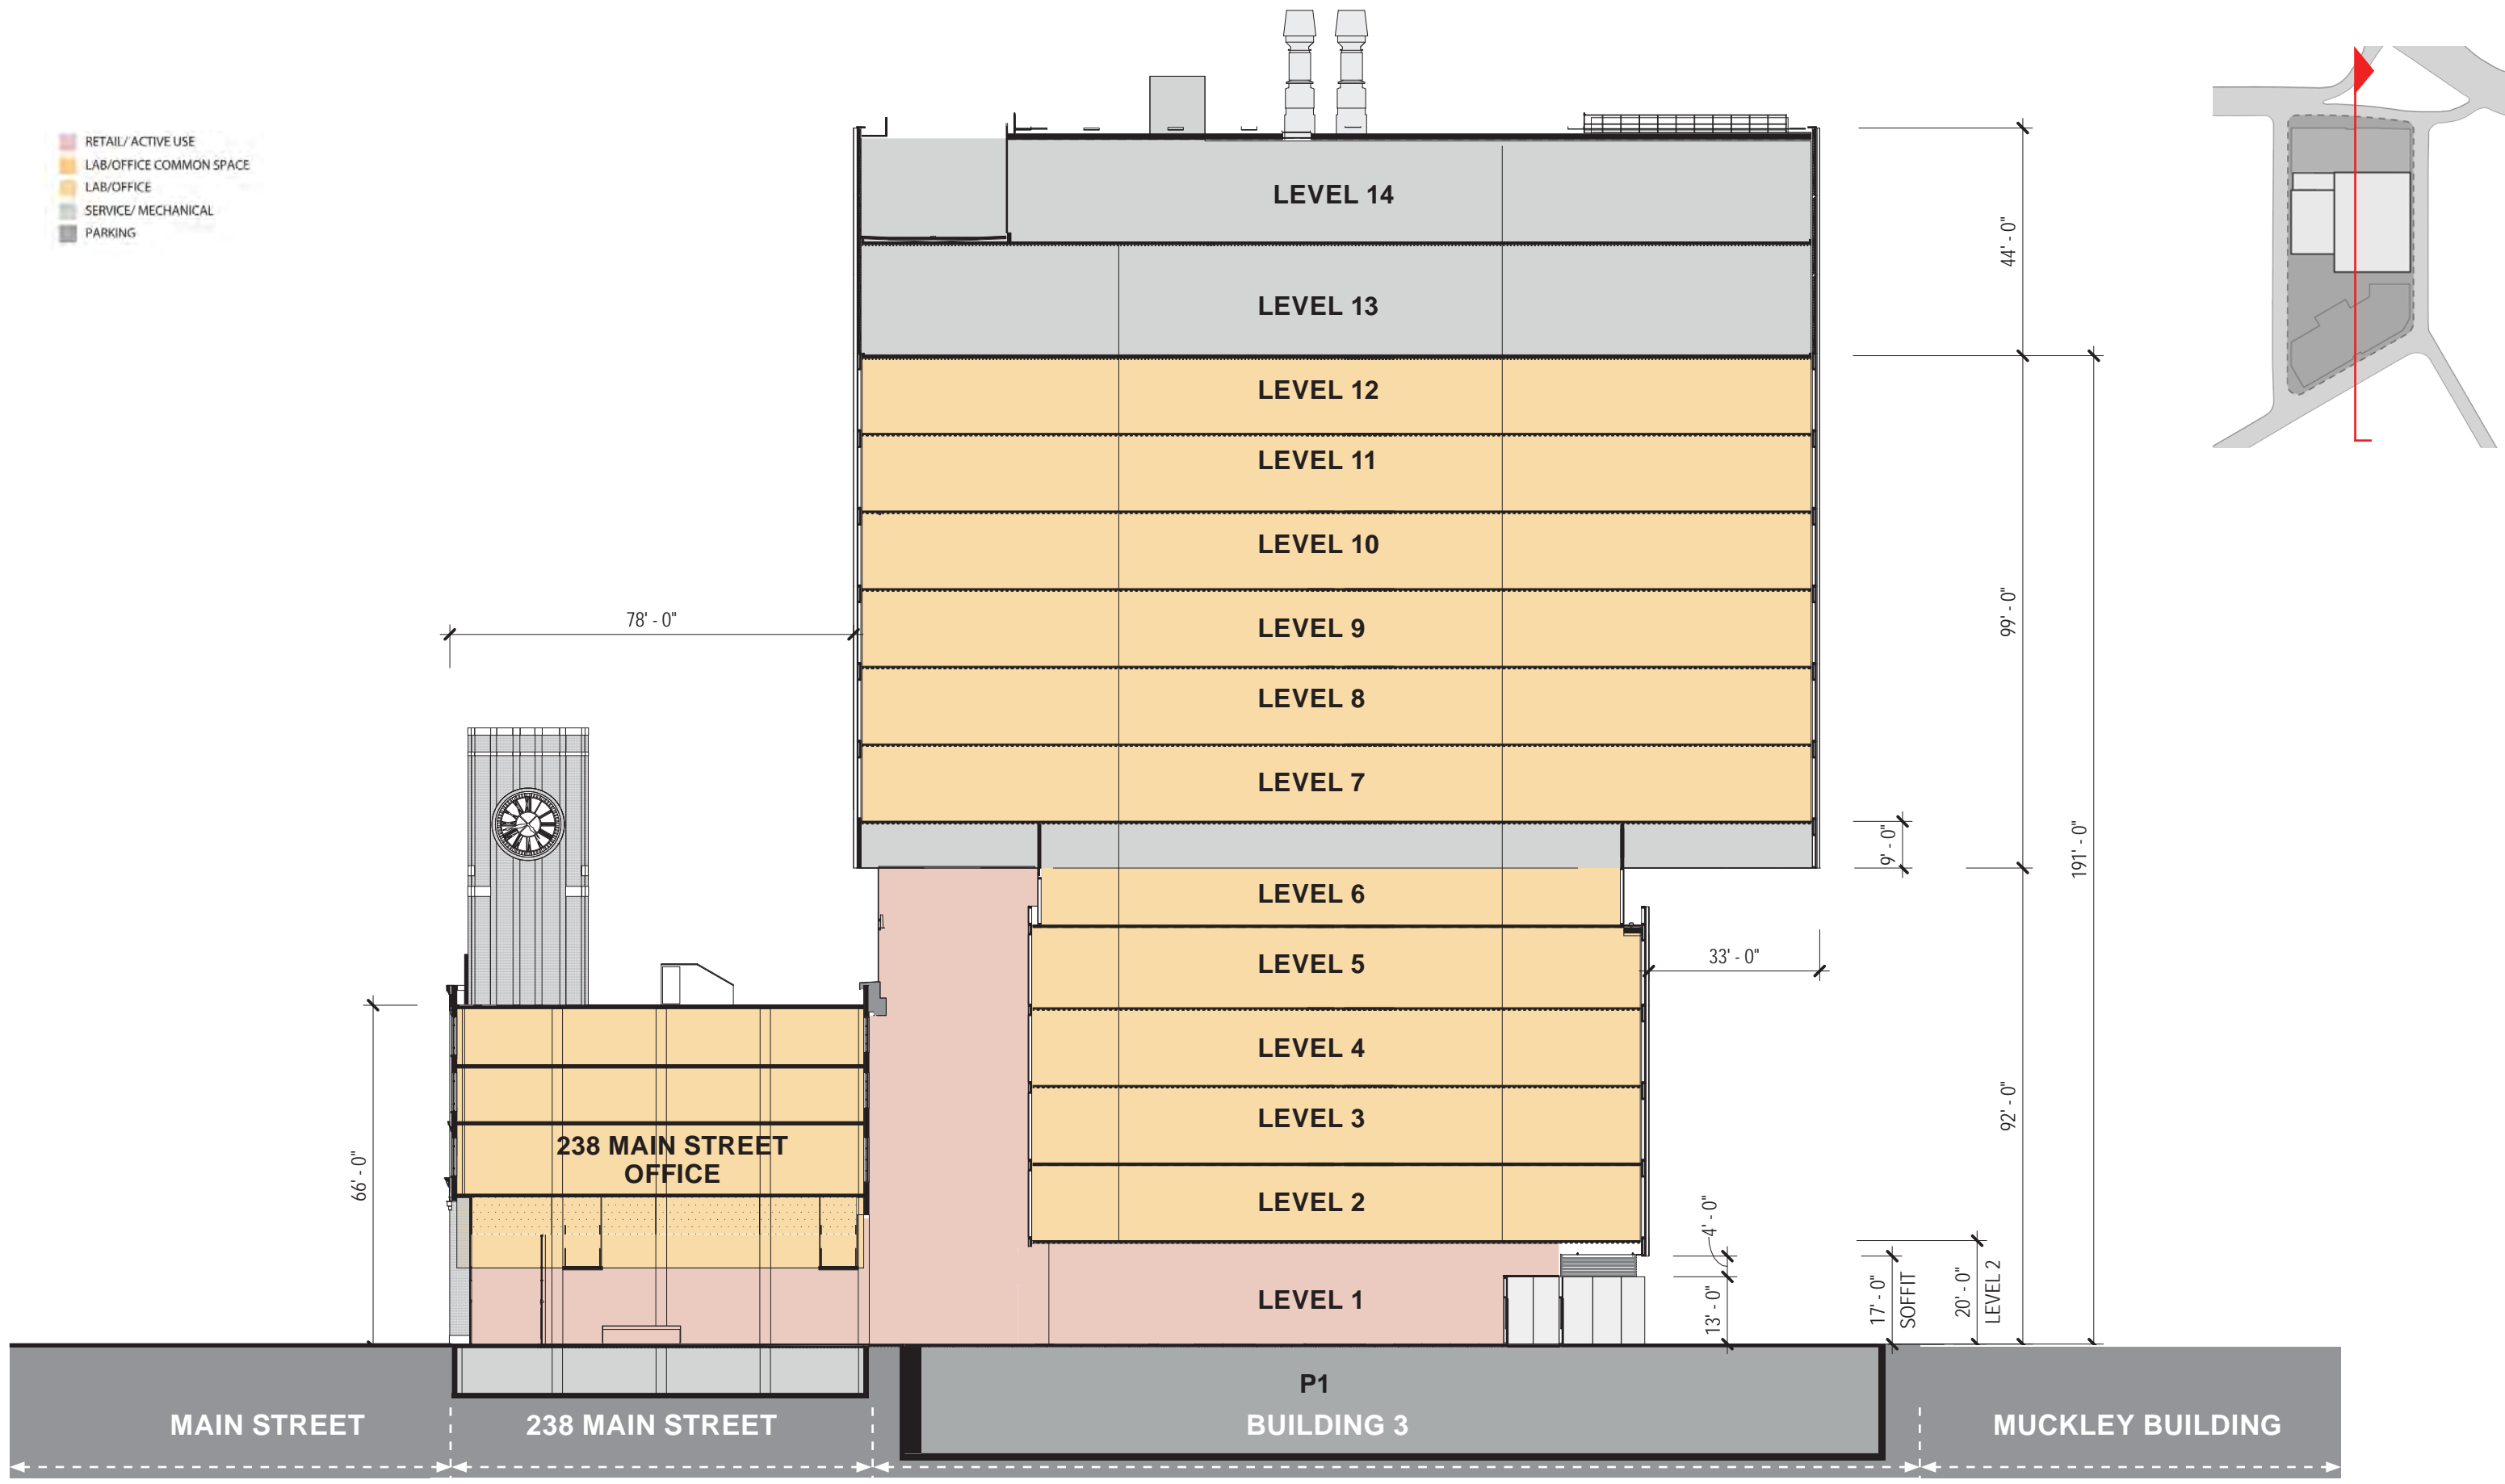 RETAIL/ ACTIVE USE
LAB/OFFICE COMMON SPACE
LAB/OFFICE
SERVICE/ MECHANICAL
PARKING
LEVEL 14
LEVEL 13
LEVEL 12
LEVEL 11
LEVEL 10
LEVEL 9
LEVEL 8
LEVEL 7
LEVEL 6
LEVEL 5
LEVEL 4
LEVEL 3
LEVEL 2
LEVEL 1
44' - 0"
99' - 0"
191' - 0"
78' - 0"
9' - 0"
33' - 0"
92' - 0"
66' - 0"
4' - 0"
13' - 0"
17' - 0"
SOFFIT
20' - 0"
LEVEL 2
238 MAIN STREET
OFFICE
P1
MAIN STREET
238 MAIN STREET
BUILDING 3
MUCKLEY BUILDING